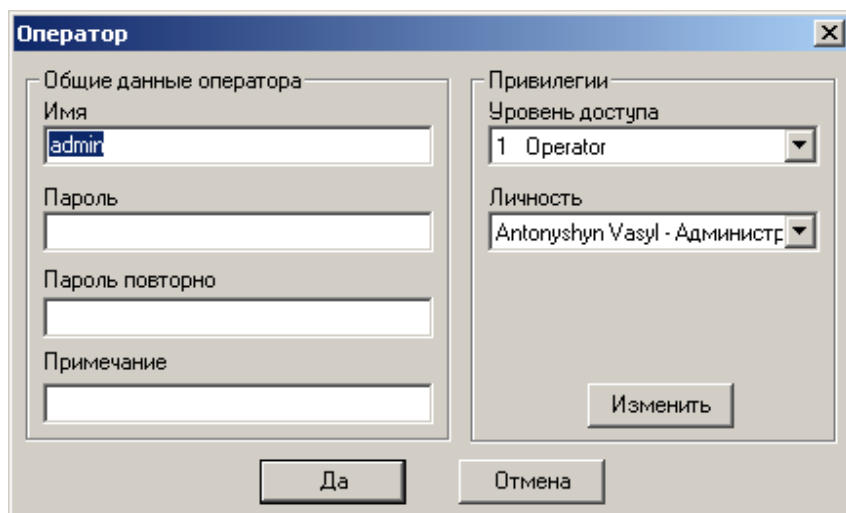 Оператор
Общие данные оператора
Имя
admin
Пароль
Пароль повторно
Примечание
Привилегии
Уровень доступа
1 Operator
Личность
Antonyshyn Vasyl - Администр
Изменить
Да
Отмена